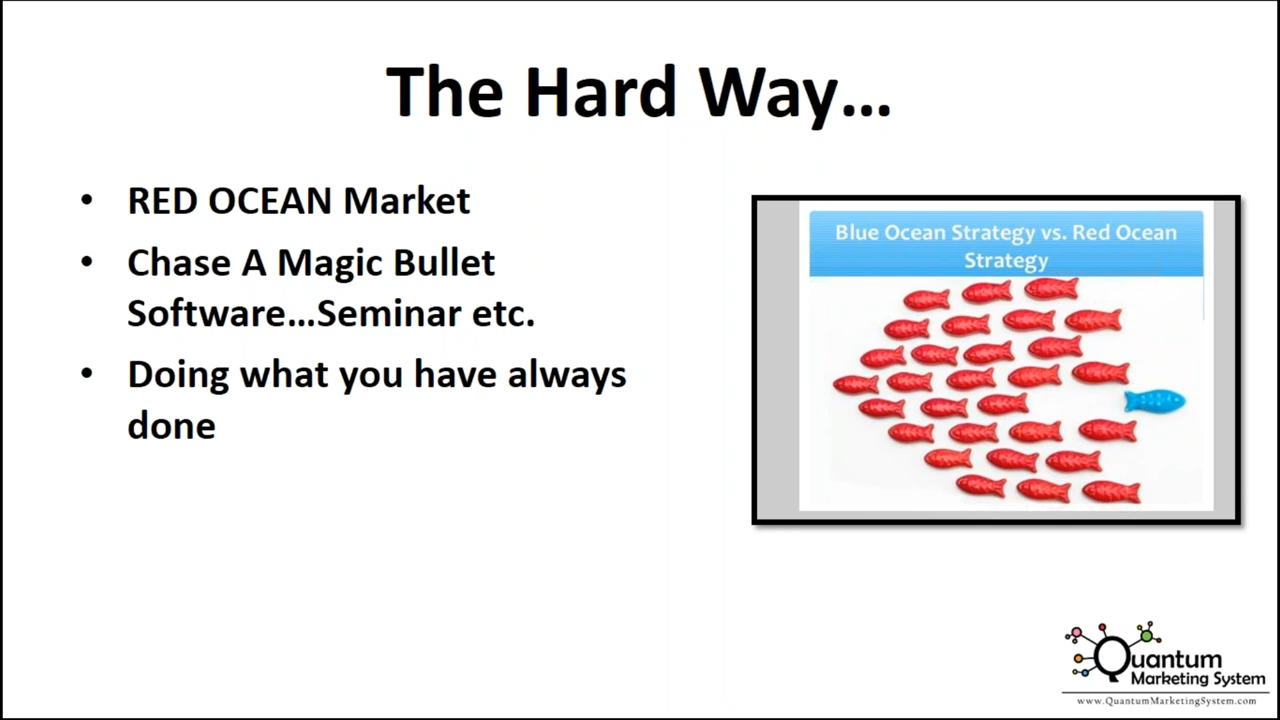 The Hard Way...
• RED OCEAN Market
• Chase A Magic Bullet
Software...Seminar etc.
• Doing what you have always
done
Blue Ocean Strategy vs. Red Ocean
Strategy
Quantum
Marketing System
www.QuantumMarketingSystem.com